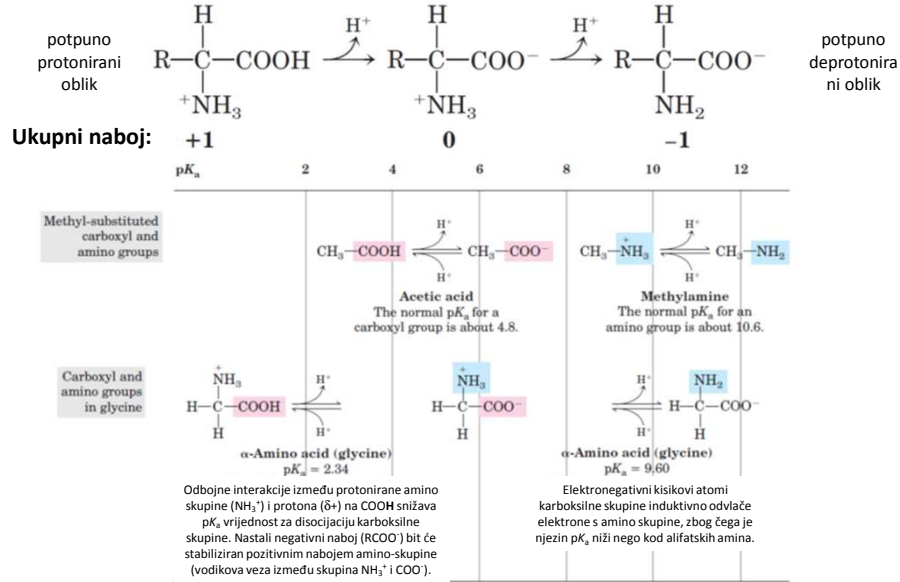 potpuno
protonirani
oblik
H
R—C—COOH
⁺NH₃
H⁺
H
R—C—COO⁻
⁺NH₃
H⁺
H
R—C—COO⁻
NH₂
potpuno
deprotonira
ni oblik
Ukupni naboj: +1 0 −1
pKₐ 2 4 6 8 10 12
Methyl-substituted
carboxyl and
amino groups
H⁺
CH₃—COOH CH₃—COO⁻
H⁺
Acetic acid
The normal pKₐ for a
carboxyl group is about 4.8.
H⁺
CH₃—N⁺H₃ CH₃—NH₂
H⁺
Methylamine
The normal pKₐ for an
amino group is about 10.6.
Carboxyl and
amino groups
in glycine
N⁺H₃
H—C—COOH
H
H⁺
H⁺
N⁺H₃
H—C—COO⁻
H
H⁺
H⁺
NH₂
H—C—COO⁻
H
α-Amino acid (glycine)
pKₐ = 2.34
α-Amino acid (glycine)
pKₐ = 9.60
Odbojne interakcije između protonirane amino
skupine (NH₃⁺) i protona (δ+) na COOH snižava
pKₐ vrijednost za disocijaciju karboksilne
skupine. Nastali negativni naboj (RCOO⁻) bit će
stabiliziran pozitivnim nabojem amino-skupine
(vodikova veza između skupina NH₃⁺ i COO⁻).
Elektronegativni kisikovi atomi
karboksilne skupine induktivno odvlače
elektrone s amino skupine, zbog čega je
njezin pKₐ niži nego kod alifatskih amina.